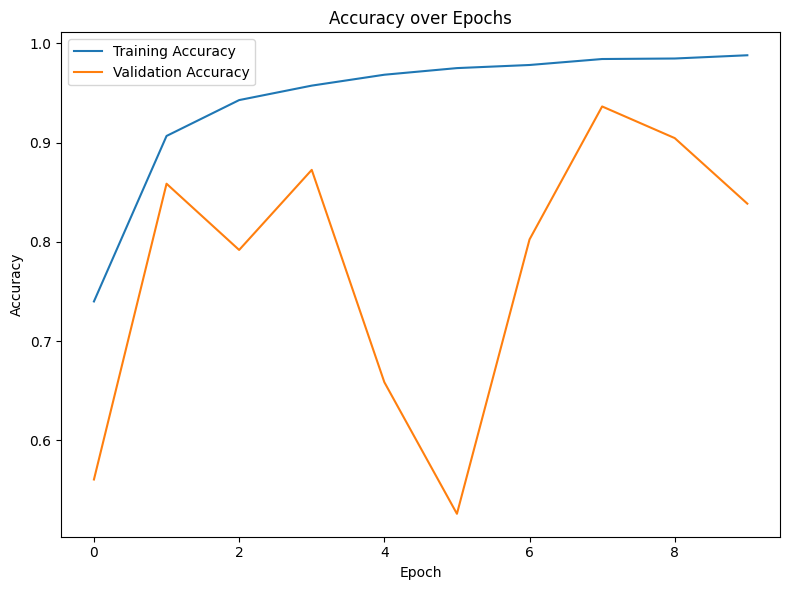 Accuracy over Epochs
Training Accuracy
Validation Accuracy
1.0
0.9
0.8
0.7
0.6
Accuracy
0 2 4 6 8
Epoch